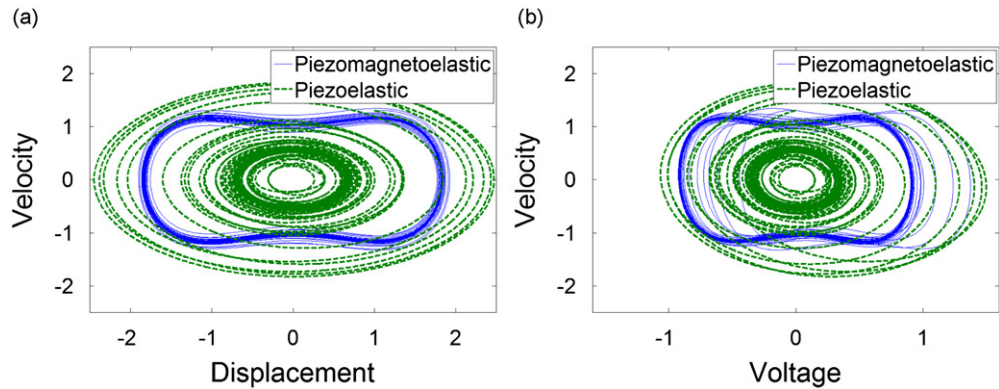 (a)
Piezomagnetoelastic
Piezoelastic
2
1
0
-1
-2
Velocity
-2 -1 0 1 2
Displacement
(b)
Piezomagnetoelastic
Piezoelastic
2
1
0
-1
-2
Velocity
-1 0 1
Voltage